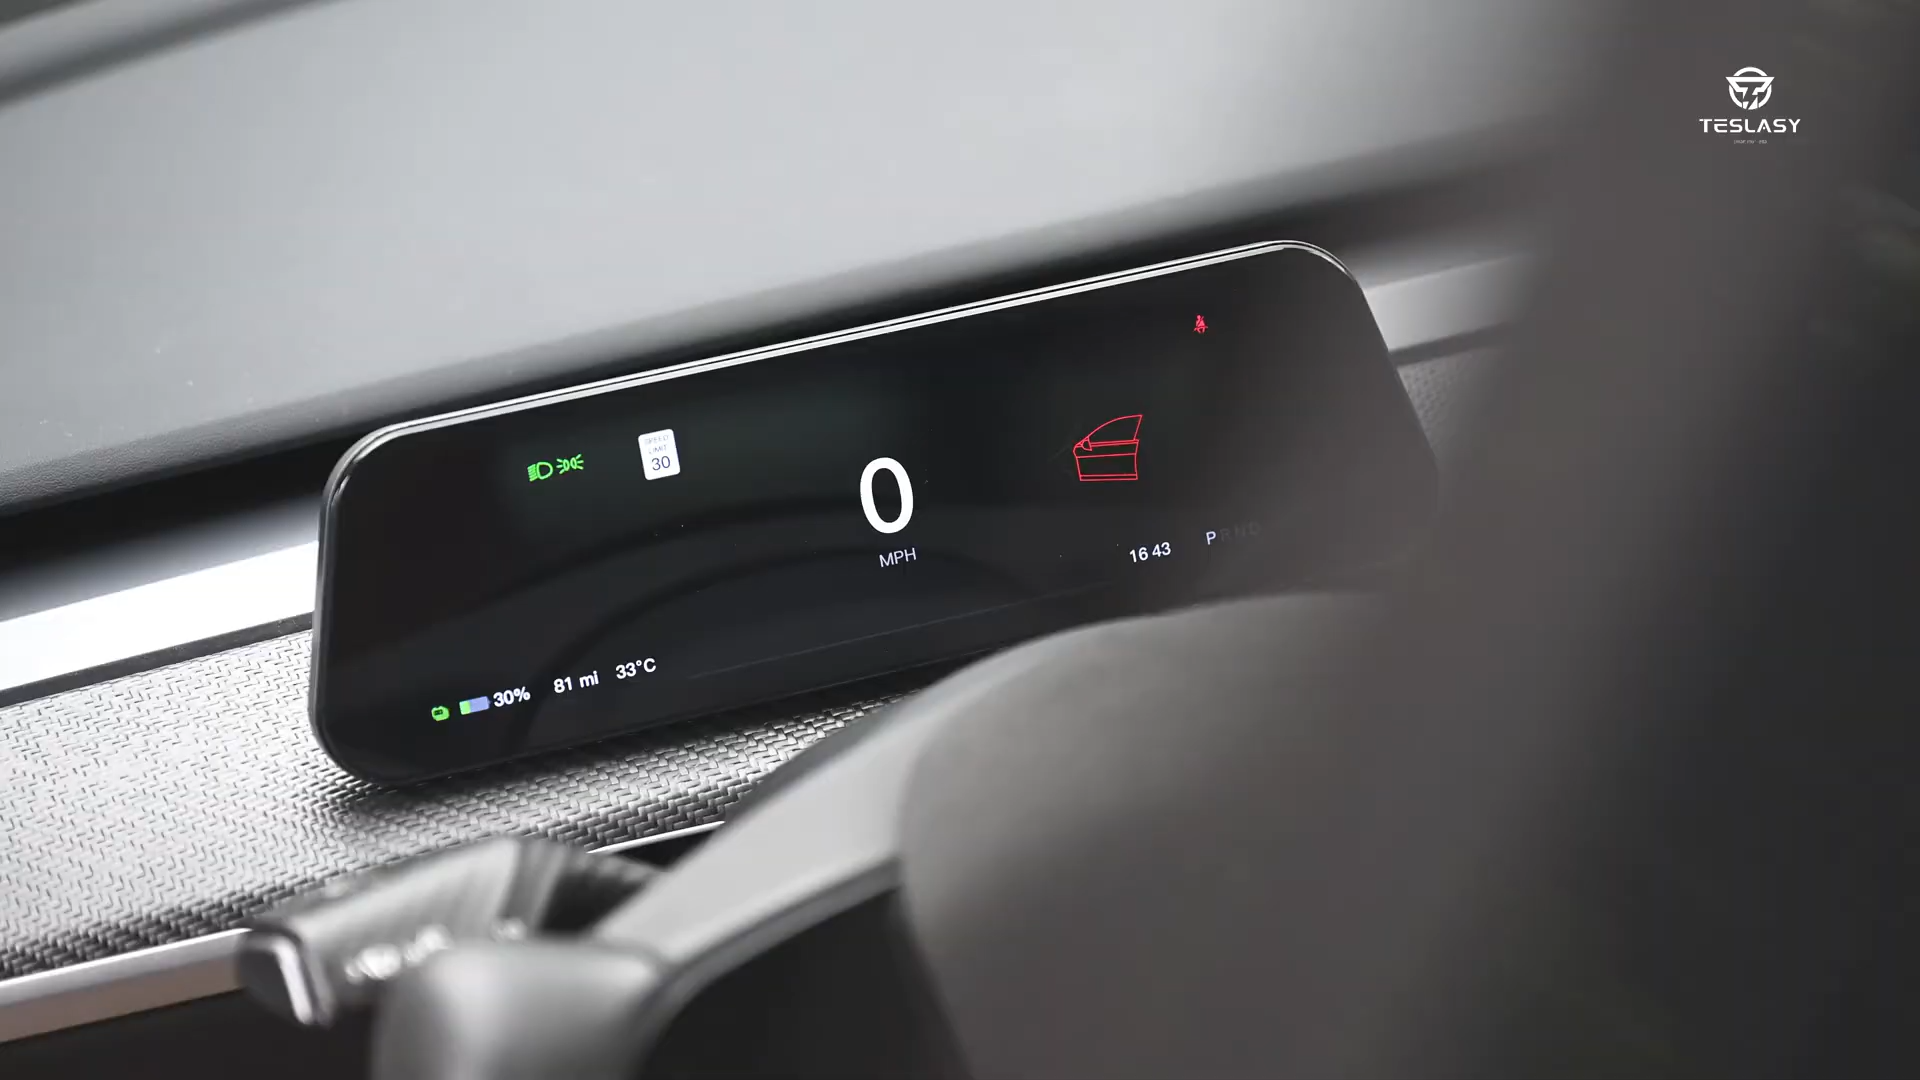 TESLASY
SPEED
LIMIT
30
0
MPH
16 43
P R N D
30% 81 mi 33°C